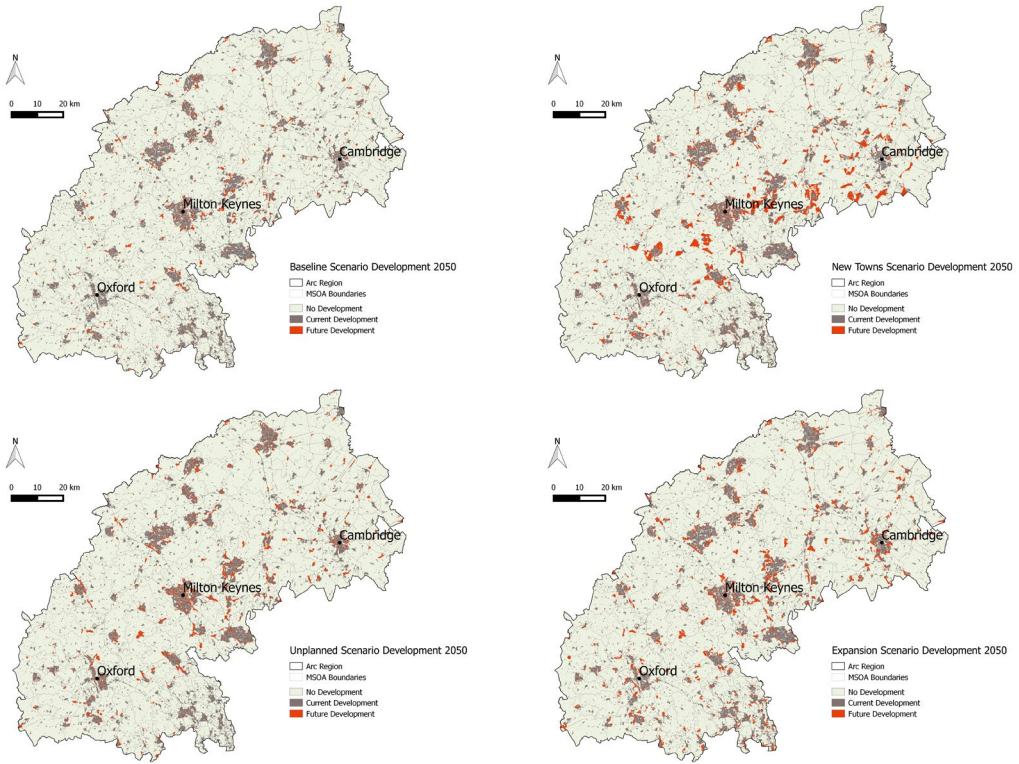 N
0 10 20 km
Cambridge
Milton Keynes
Oxford
Baseline Scenario Development 2050
Arc Region
MSOA Boundaries
No Development
Current Development
Future Development
N
0 10 20 km
Cambridge
Milton Keynes
Oxford
New Towns Scenario Development 2050
Arc Region
MSOA Boundaries
No Development
Current Development
Future Development
N
0 10 20 km
Cambridge
Milton Keynes
Oxford
Unplanned Scenario Development 2050
Arc Region
MSOA Boundaries
No Development
Current Development
Future Development
N
0 10 20 km
Cambridge
Milton Keynes
Oxford
Expansion Scenario Development 2050
Arc Region
MSOA Boundaries
No Development
Current Development
Future Development